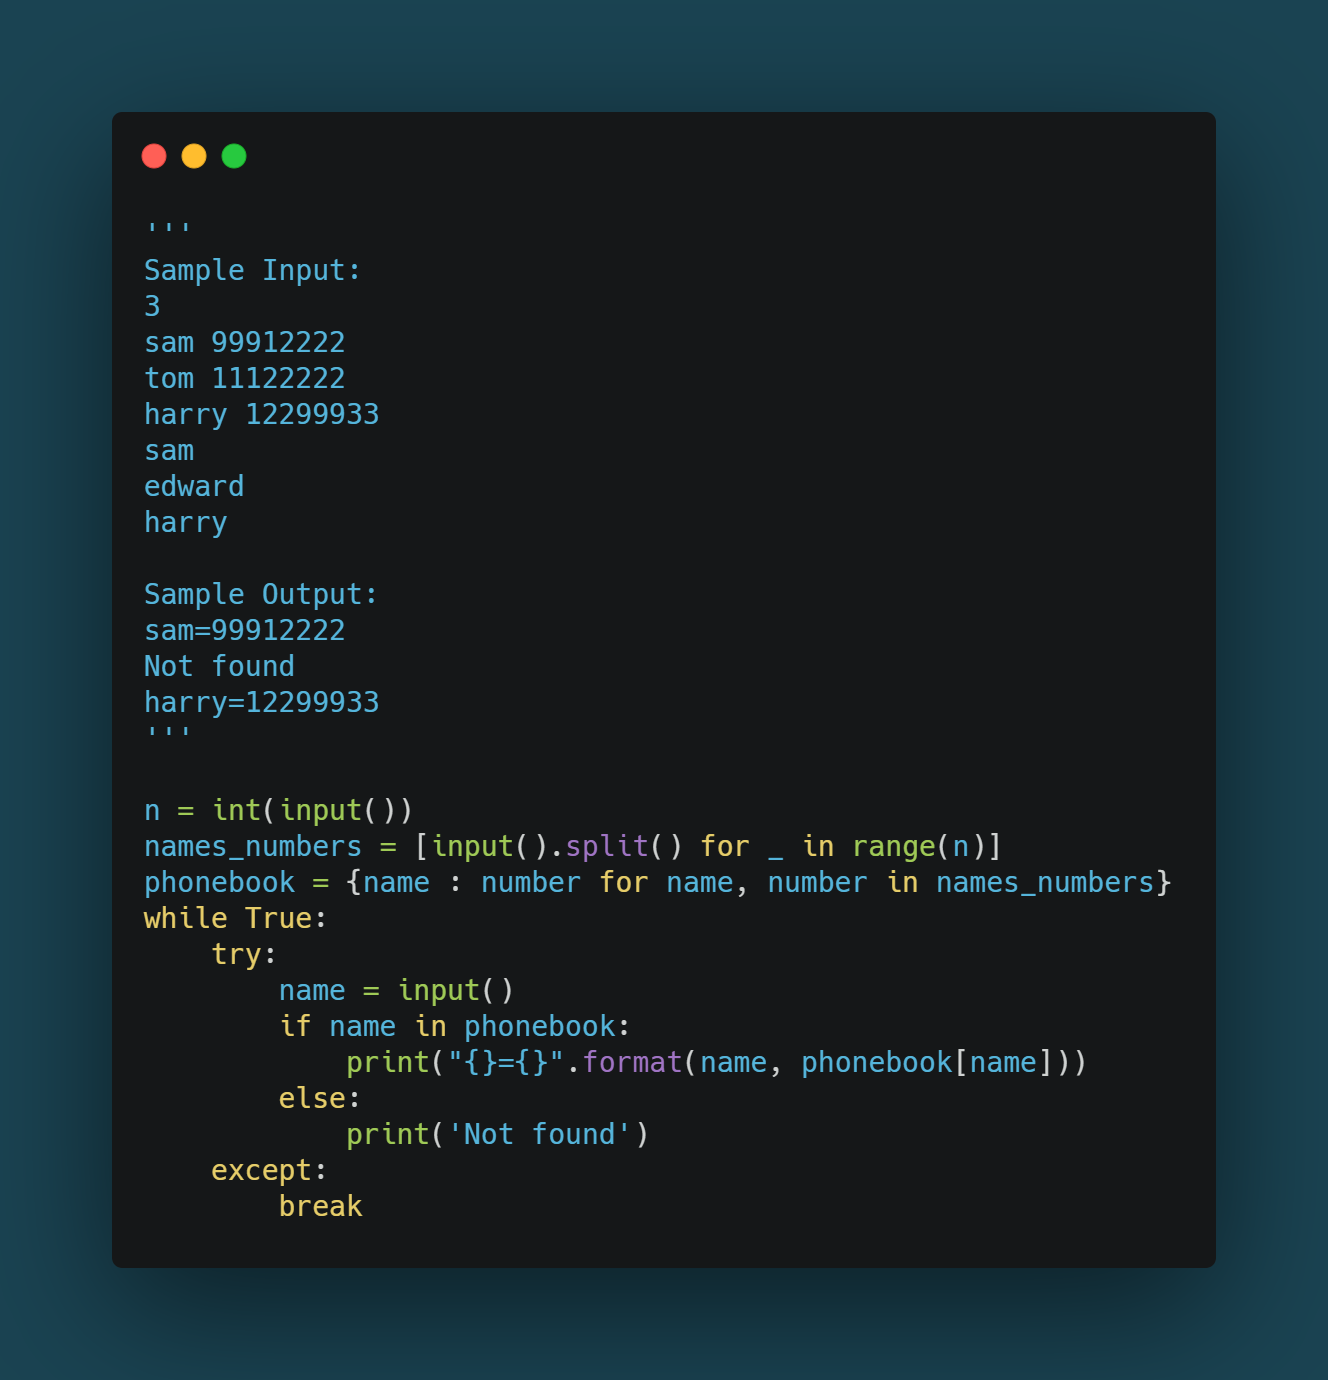 '''
Sample Input:
3
sam 99912222
tom 11122222
harry 12299933
sam
edward
harry

Sample Output:
sam=99912222
Not found
harry=12299933
'''

n = int(input())
names_numbers = [input().split() for _ in range(n)]
phonebook = {name : number for name, number in names_numbers}
while True:
    try:
        name = input()
        if name in phonebook:
            print("{}={}".format(name, phonebook[name]))
        else:
            print('Not found')
    except:
        break